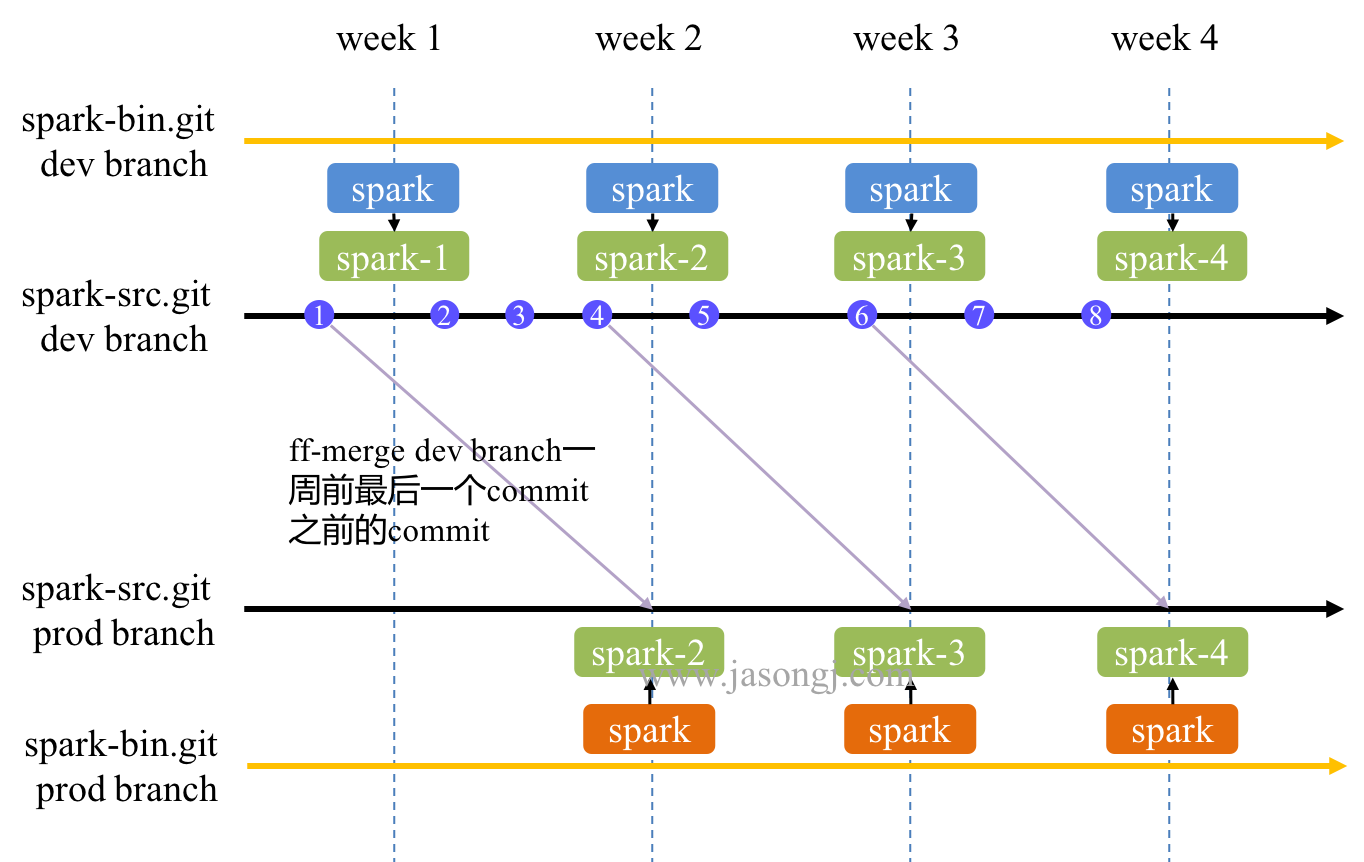 week 1
week 2
week 3
week 4
spark-bin.git
dev branch
spark
spark
spark
spark
spark-1
spark-2
spark-3
spark-4
spark-src.git
dev branch
1
2
3
4
5
6
7
8
ff-merge dev branch一
周前最后一个commit
之前的commit
spark-src.git
prod branch
spark-2
spark-3
spark-4
www.jasongj.com
spark
spark
spark
spark-bin.git
prod branch